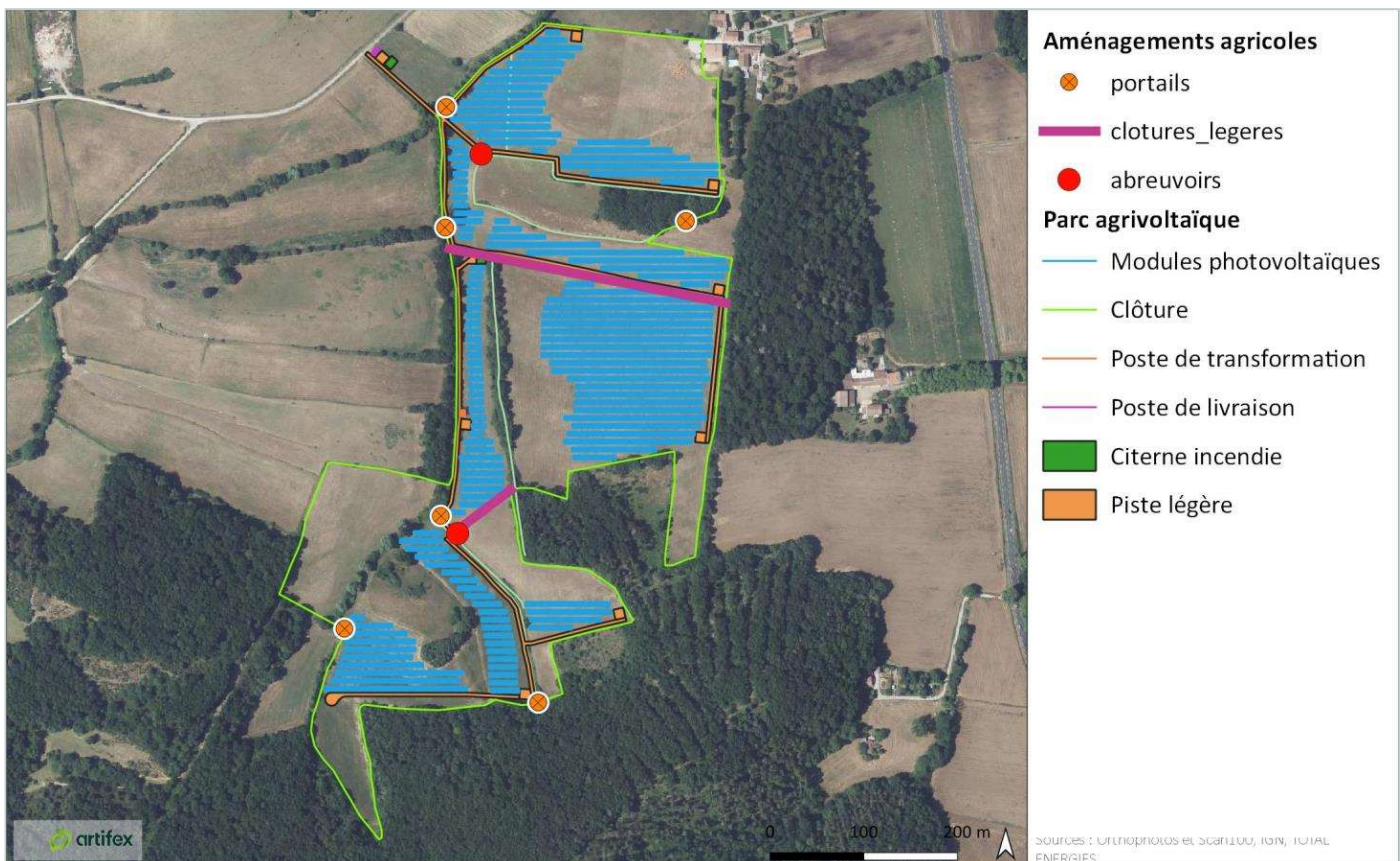 Aménagements agricoles
portails
clotures_legeres
abreuvoirs
Parc agrivoltaïque
Modules photovoltaïques
Clôture
Poste de transformation
Poste de livraison
Citerne incendie
Piste légère
artifex
0 100 200 m
Sources : Orthophotos et Scan100, IGN, TOTAL
ENERGIES